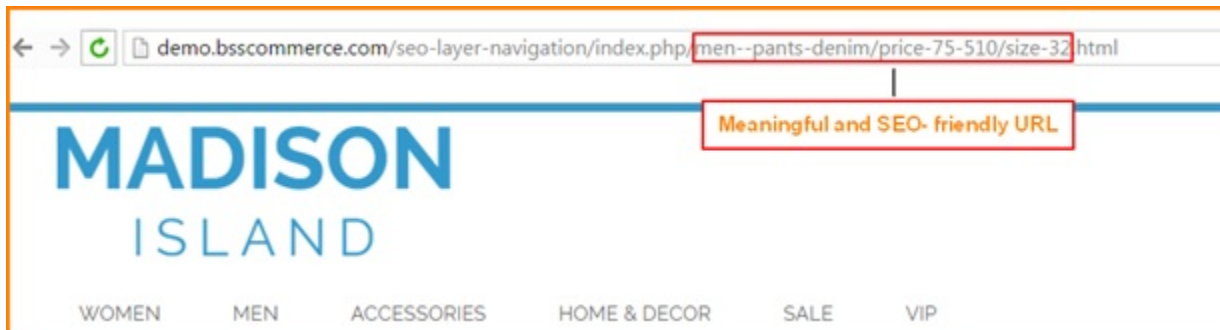 demo.bsscommerce.com/seo-layer-navigation/index.php/men--pants-denim/price-75-510/size-32.html
Meaningful and SEO- friendly URL
MADISON
ISLAND
WOMEN MEN ACCESSORIES HOME & DECOR SALE VIP